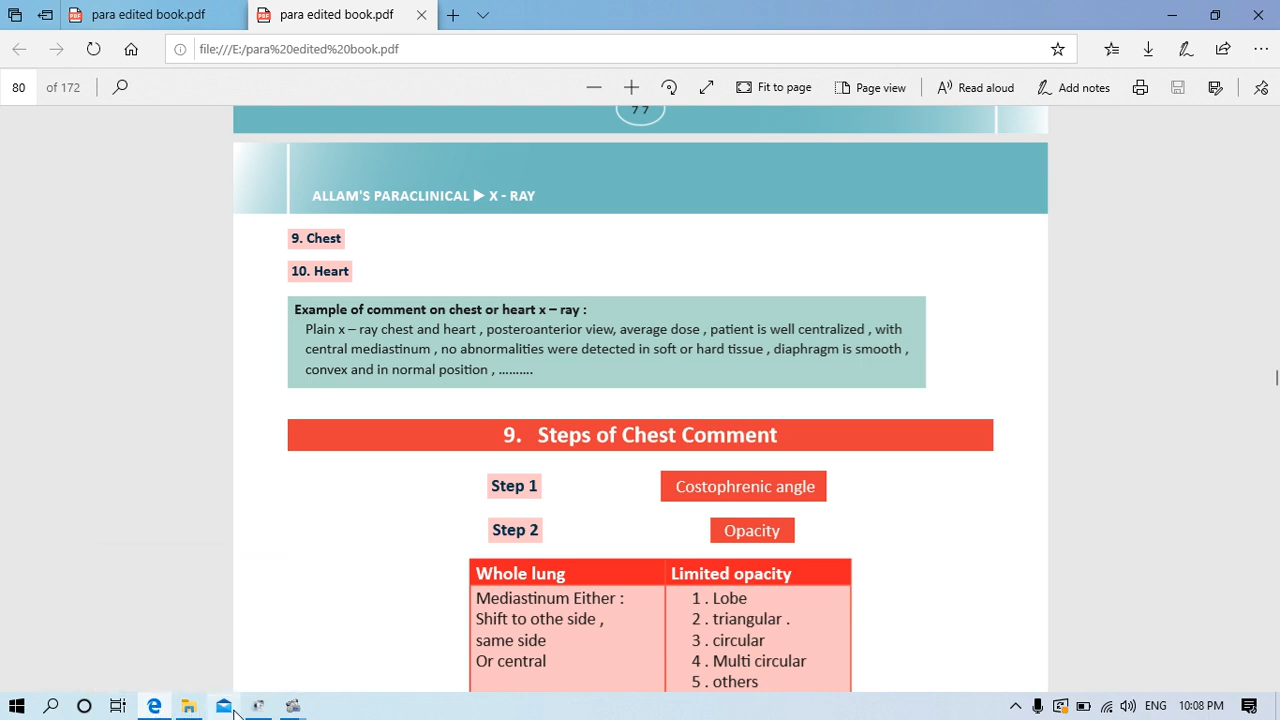 PDF para edited book.pdf
PDF para edited book.pdf
file:///E:/para%20edited%20book.pdf
80 of 172
Fit to page
Page view
Read aloud
Add notes
77
ALLAM'S PARACLINICAL ▶ X - RAY
9. Chest
10. Heart
Example of comment on chest or heart x – ray :
Plain x – ray chest and heart , posteroanterior view, average dose , patient is well centralized , with
central mediastinum , no abnormalities were detected in soft or hard tissue , diaphragm is smooth ,
convex and in normal position , ..........
9. Steps of Chest Comment
Step 1 Costophrenic angle
Step 2 Opacity
Whole lung Limited opacity
Mediastinum Either : 1 . Lobe
Shift to othe side , 2 . triangular .
same side 3 . circular
Or central 4 . Multi circular
5 . others
ENG 10:08 PM